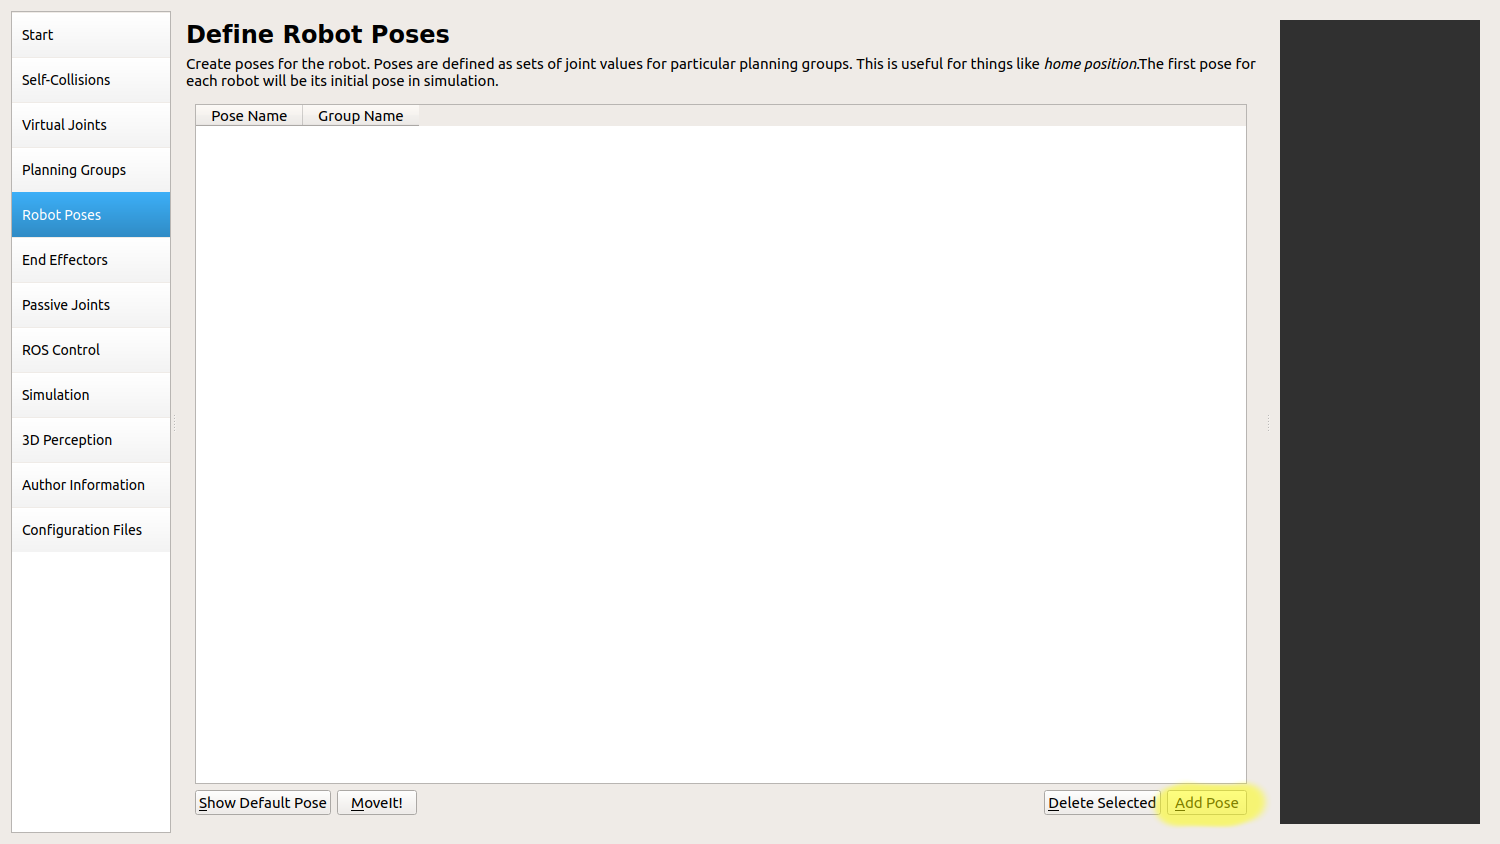 Start
Self-Collisions
Virtual Joints
Planning Groups
Robot Poses
End Effectors
Passive Joints
ROS Control
Simulation
3D Perception
Author Information
Configuration Files
Define Robot Poses
Create poses for the robot. Poses are defined as sets of joint values for particular planning groups. This is useful for things like home position.The first pose for
each robot will be its initial pose in simulation.
Pose Name Group Name
Show Default Pose MoveIt! Delete Selected Add Pose